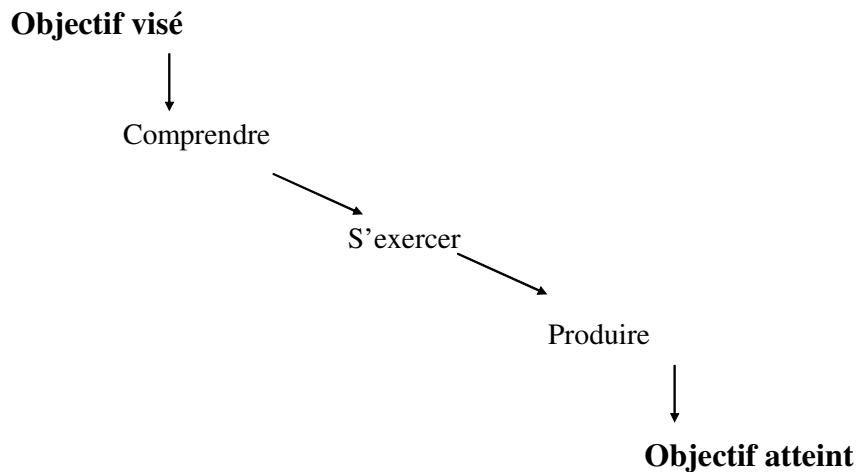 Objectif visé
Comprendre
S’exercer
Produire
Objectif atteint